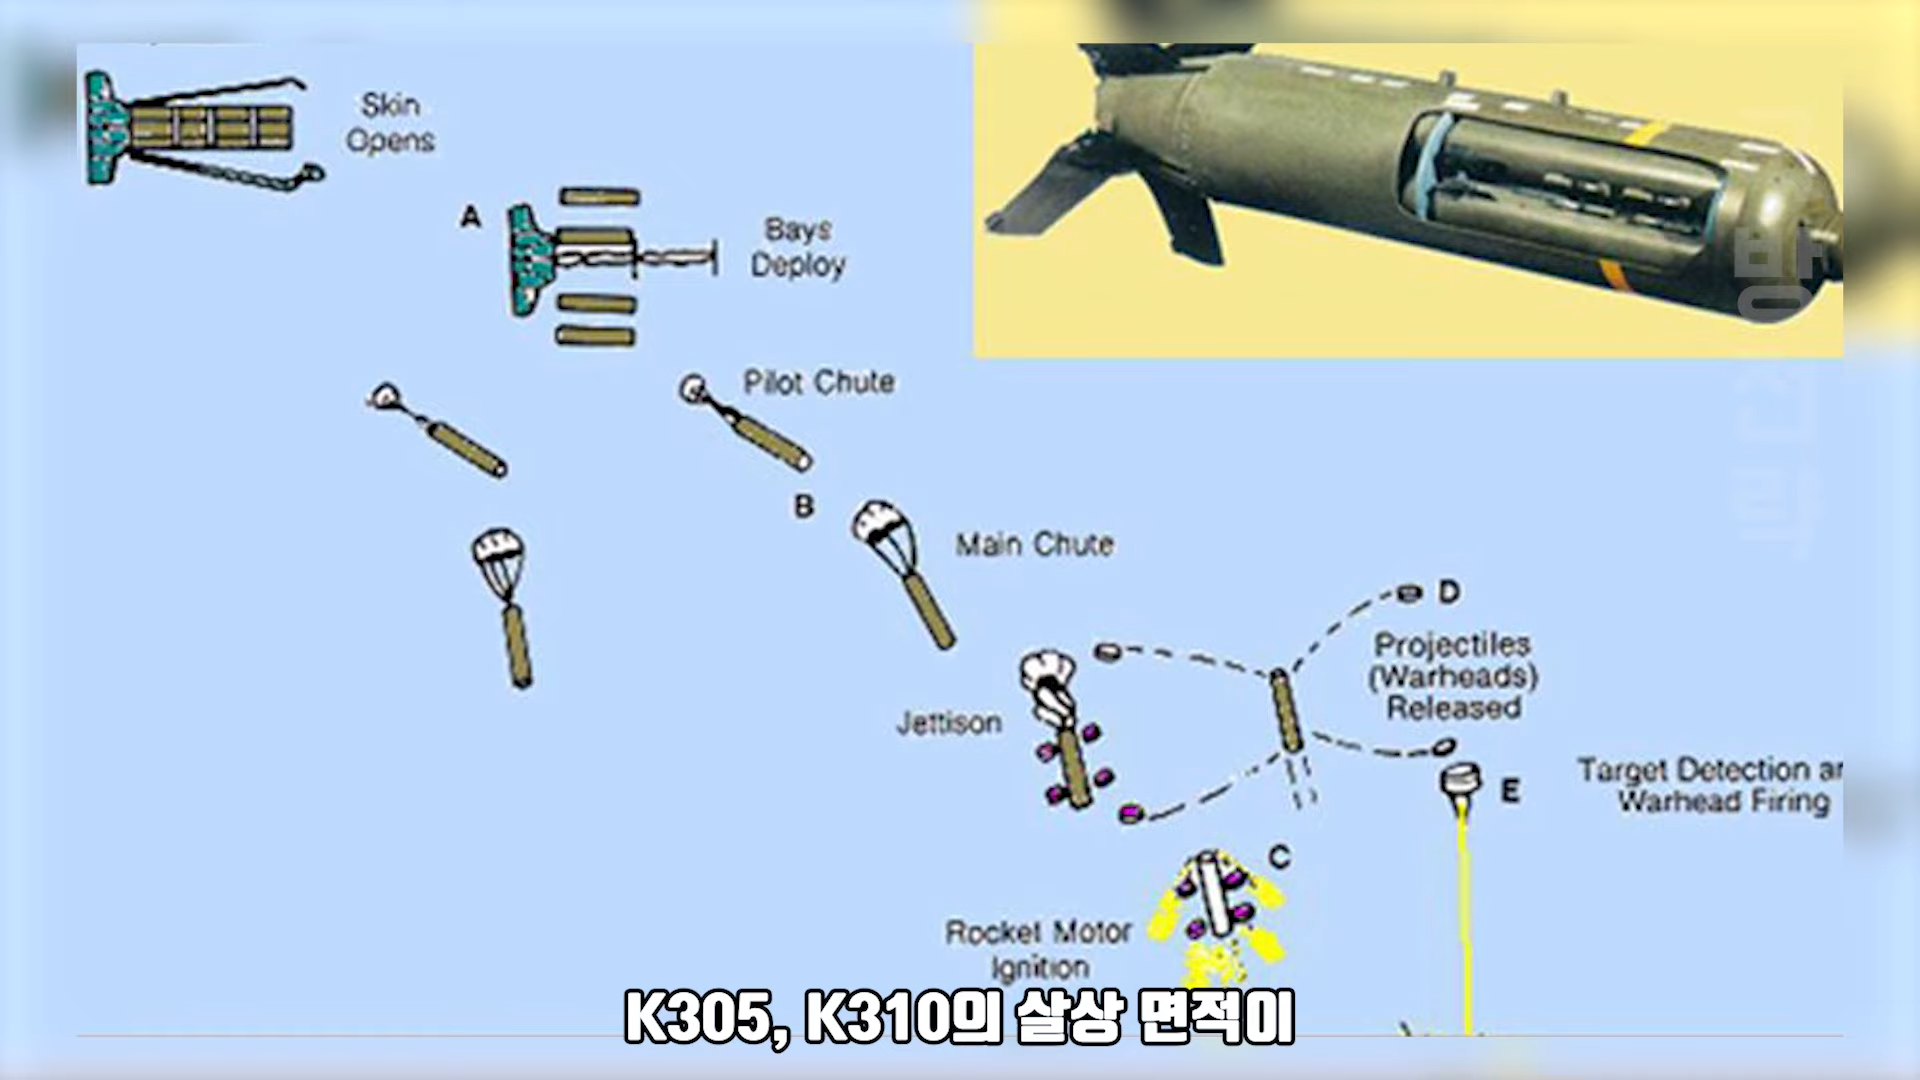 Skin
Opens
A
Bays
Deploy
Pilot Chute
B
Main Chute
D
Projectiles
(Warheads)
Released
Jettison
E
Target Detection
Warhead Firing
C
Rocket Motor
Ignition
K305, K310의 살상 면적이